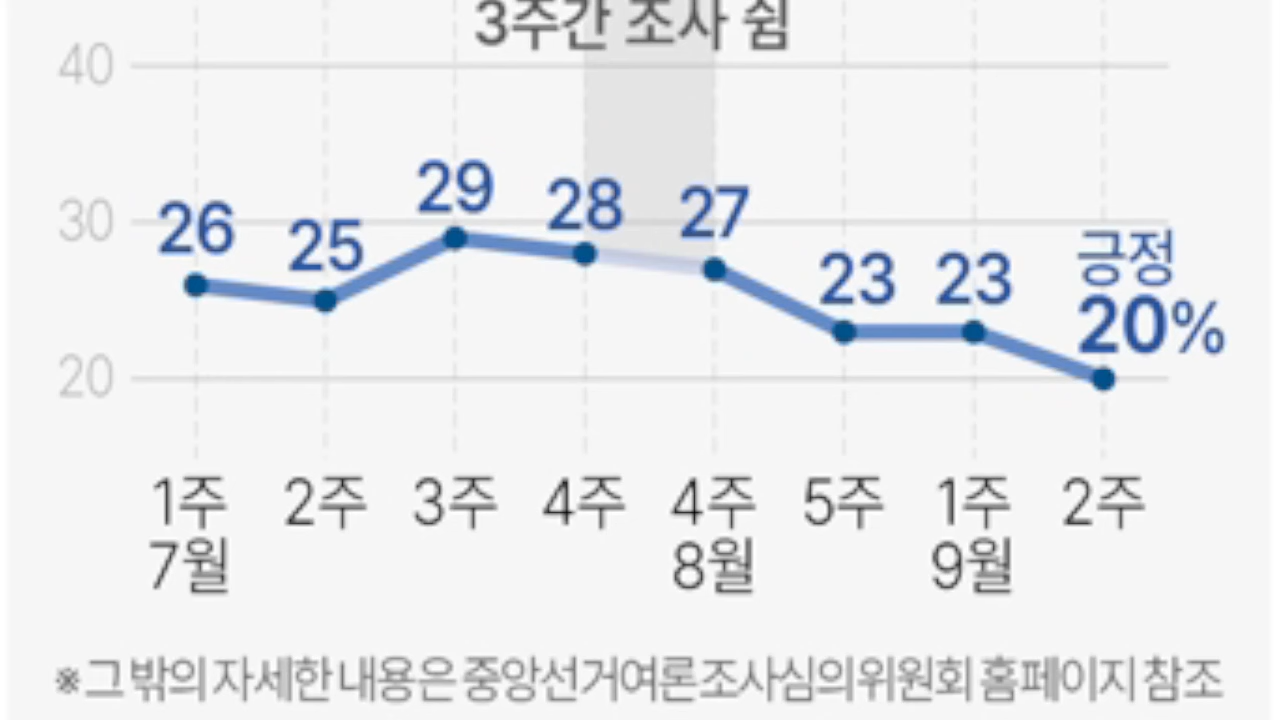 3주간 조사 쉼
40
30
20
26 25 29 28 27 23 23
긍정
20%
1주 2주 3주 4주 4주 5주 1주 2주
7월 8월 9월
※그 밖의 자세한 내용은 중앙선거여론조사심의위원회 홈페이지 참조